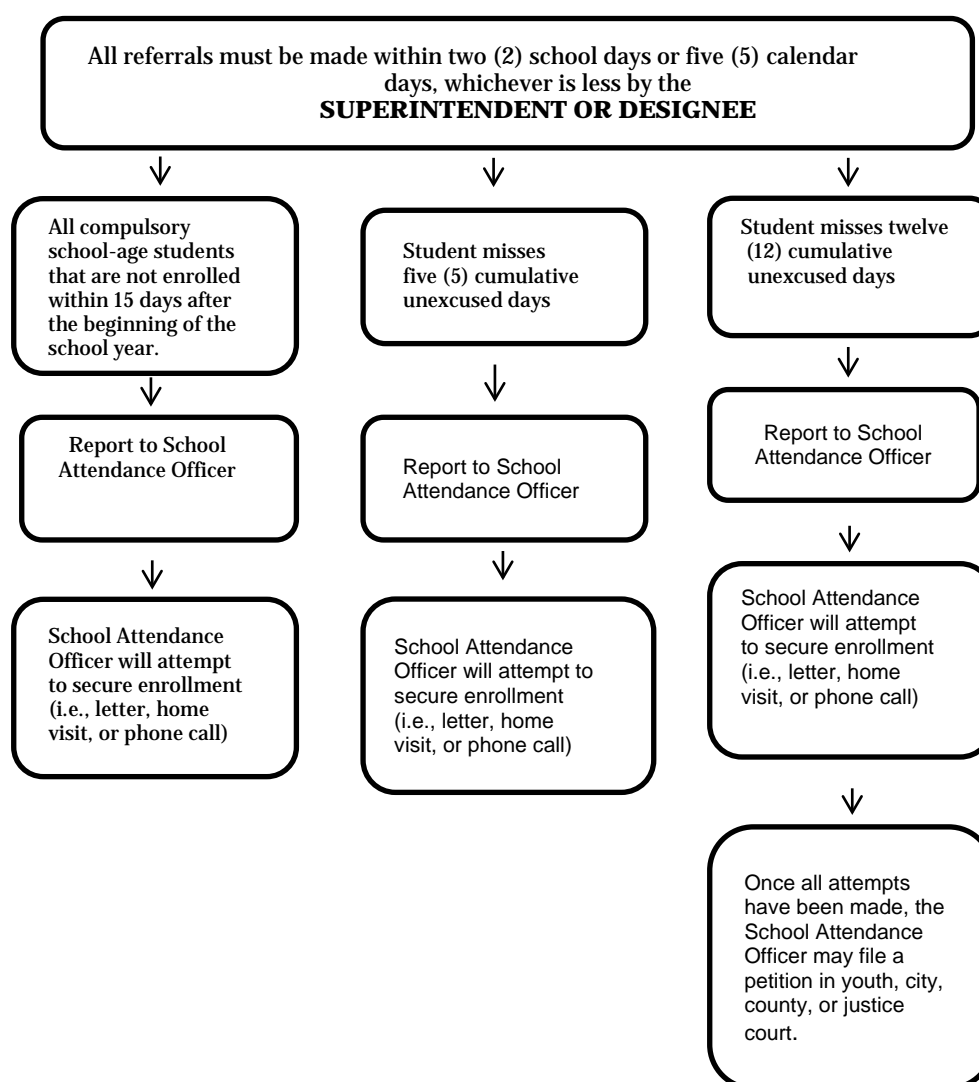 All referrals must be made within two (2) school days or five (5) calendar
days, whichever is less by the
SUPERINTENDENT OR DESIGNEE
All compulsory
school-age students
that are not enrolled
within 15 days after
the beginning of the
school year.
Report to School
Attendance Officer
School Attendance
Officer will attempt
to secure enrollment
(i.e., letter, home
visit, or phone call)
Student misses
five (5) cumulative
unexcused days
Report to School
Attendance Officer
School Attendance
Officer will attempt to
secure enrollment
(i.e., letter, home
visit, or phone call)
Student misses twelve
(12) cumulative
unexcused days
Report to School
Attendance Officer
School Attendance
Officer will attempt
to secure enrollment
(i.e., letter, home
visit, or phone call)
Once all attempts
have been made, the
School Attendance
Officer may file a
petition in youth, city,
county, or justice
court.